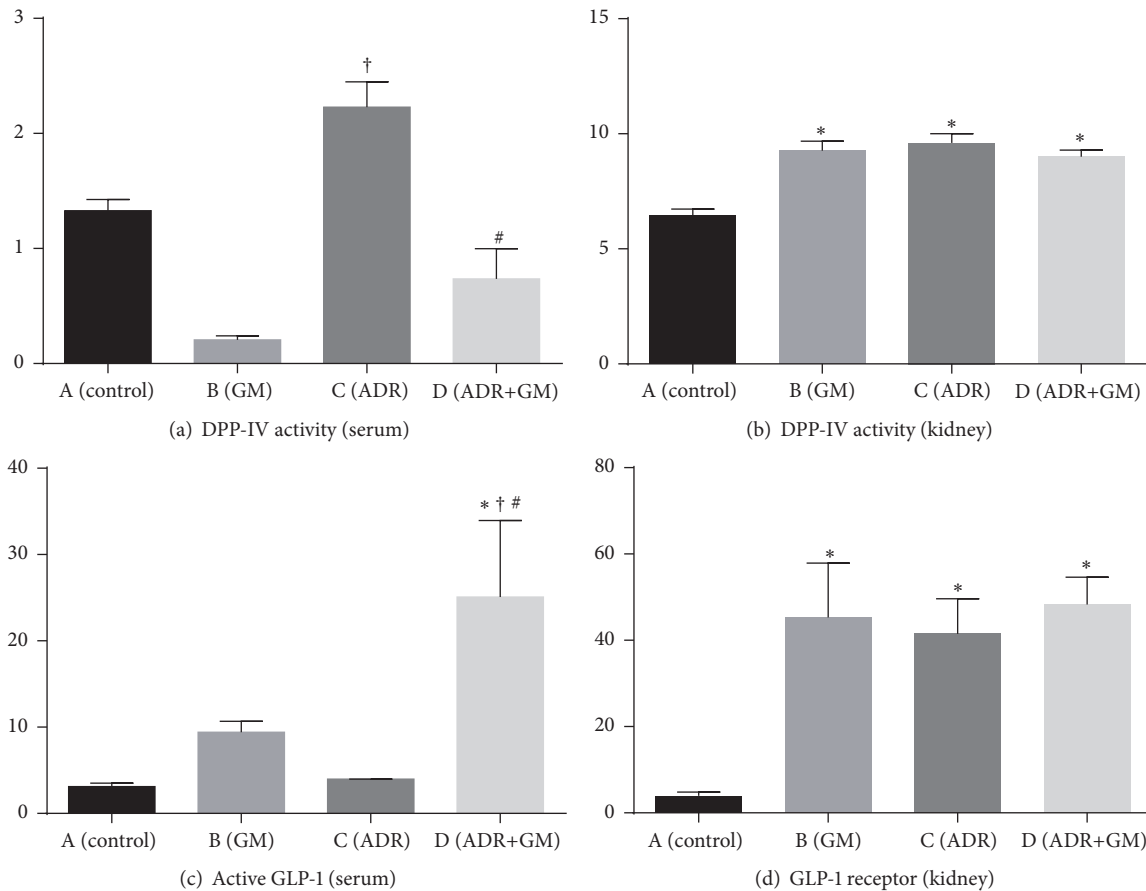 3
2
1
0
†
#
A (control)
B (GM)
C (ADR)
D (ADR+GM)
(a) DPP-IV activity (serum)
15
10
5
0
*
*
*
A (control)
B (GM)
C (ADR)
D (ADR+GM)
(b) DPP-IV activity (kidney)
40
30
20
10
0
* † #
A (control)
B (GM)
C (ADR)
D (ADR+GM)
(c) Active GLP-1 (serum)
80
60
40
20
0
*
*
*
A (control)
B (GM)
C (ADR)
D (ADR+GM)
(d) GLP-1 receptor (kidney)